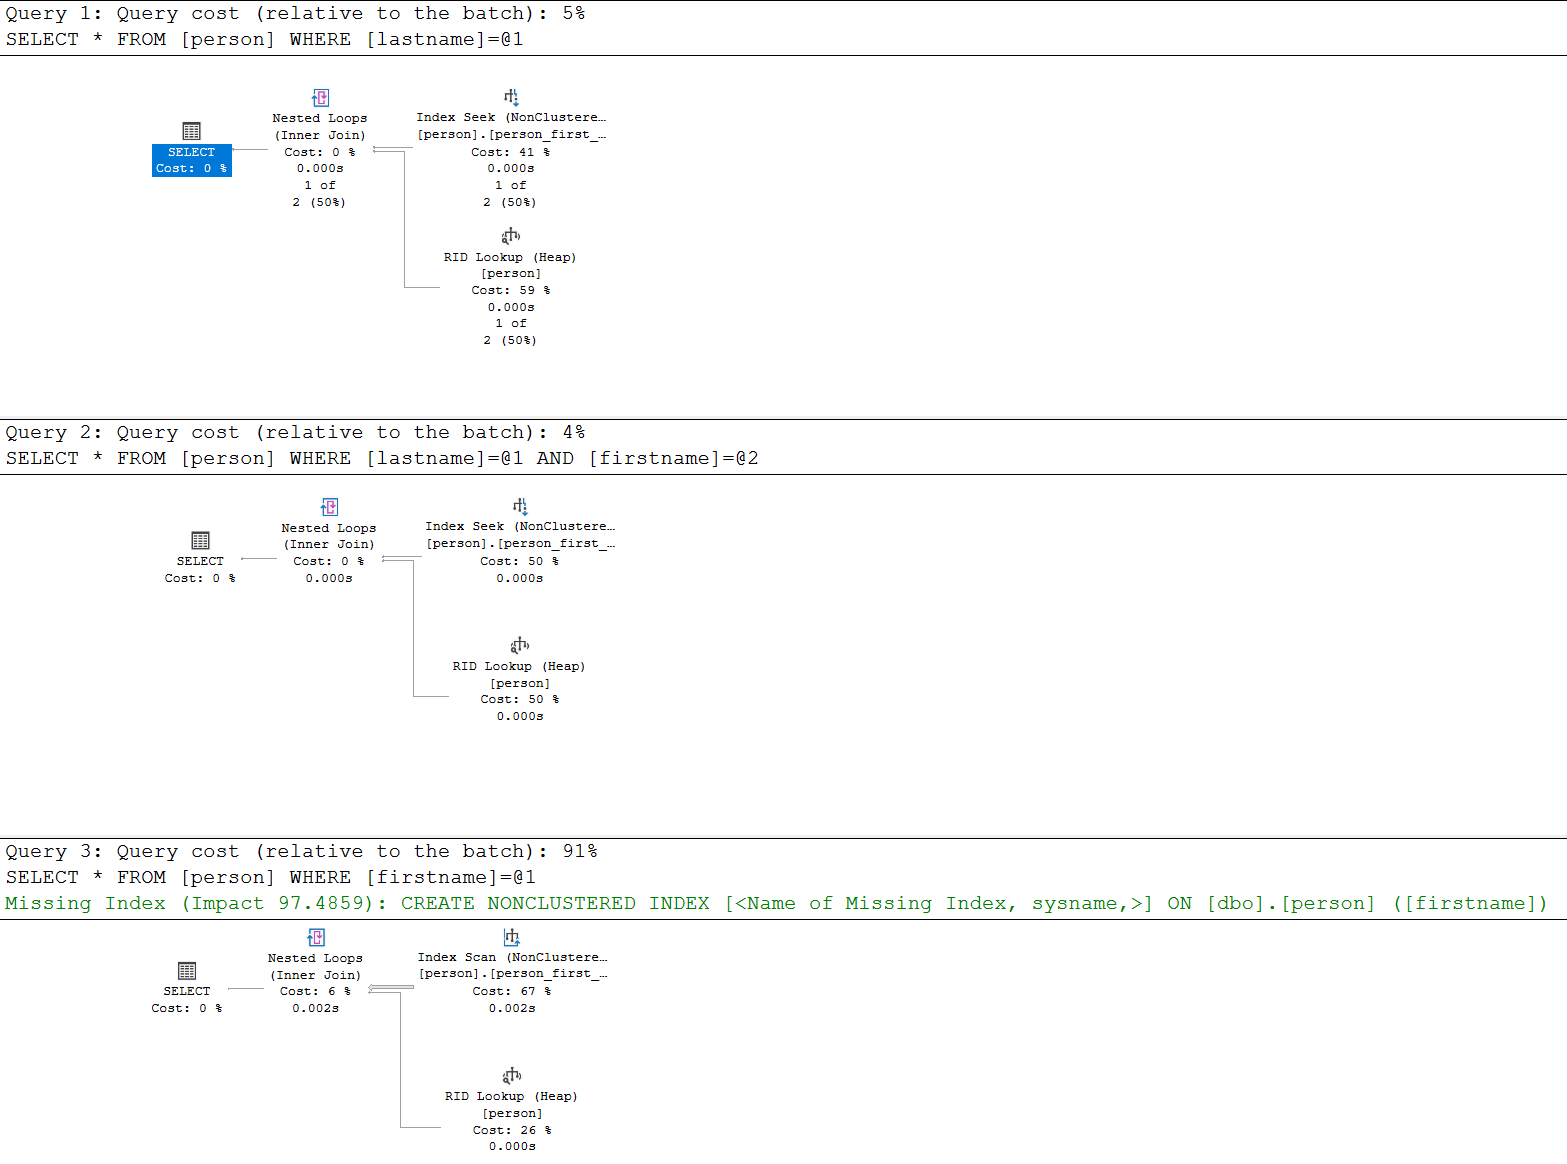 Query 1: Query cost (relative to the batch): 5%
SELECT * FROM [person] WHERE [lastname]=@1
SELECT
Cost: 0 %
Nested Loops
(Inner Join)
Cost: 0 %
0.000s
1 of
2 (50%)
Index Seek (NonClustere…
[person].[person_first_…
Cost: 41 %
0.000s
1 of
2 (50%)
RID Lookup (Heap)
[person]
Cost: 59 %
0.000s
1 of
2 (50%)
Query 2: Query cost (relative to the batch): 4%
SELECT * FROM [person] WHERE [lastname]=@1 AND [firstname]=@2
SELECT
Cost: 0 %
Nested Loops
(Inner Join)
Cost: 0 %
0.000s
Index Seek (NonClustere…
[person].[person_first_…
Cost: 50 %
0.000s
RID Lookup (Heap)
[person]
Cost: 50 %
0.000s
Query 3: Query cost (relative to the batch): 91%
SELECT * FROM [person] WHERE [firstname]=@1
Missing Index (Impact 97.4859): CREATE NONCLUSTERED INDEX [<Name of Missing Index, sysname,>] ON [dbo].[person] ([firstname])
SELECT
Cost: 0 %
Nested Loops
(Inner Join)
Cost: 6 %
0.002s
Index Scan (NonClustere…
[person].[person_first_…
Cost: 67 %
0.002s
RID Lookup (Heap)
[person]
Cost: 26 %
0.000s